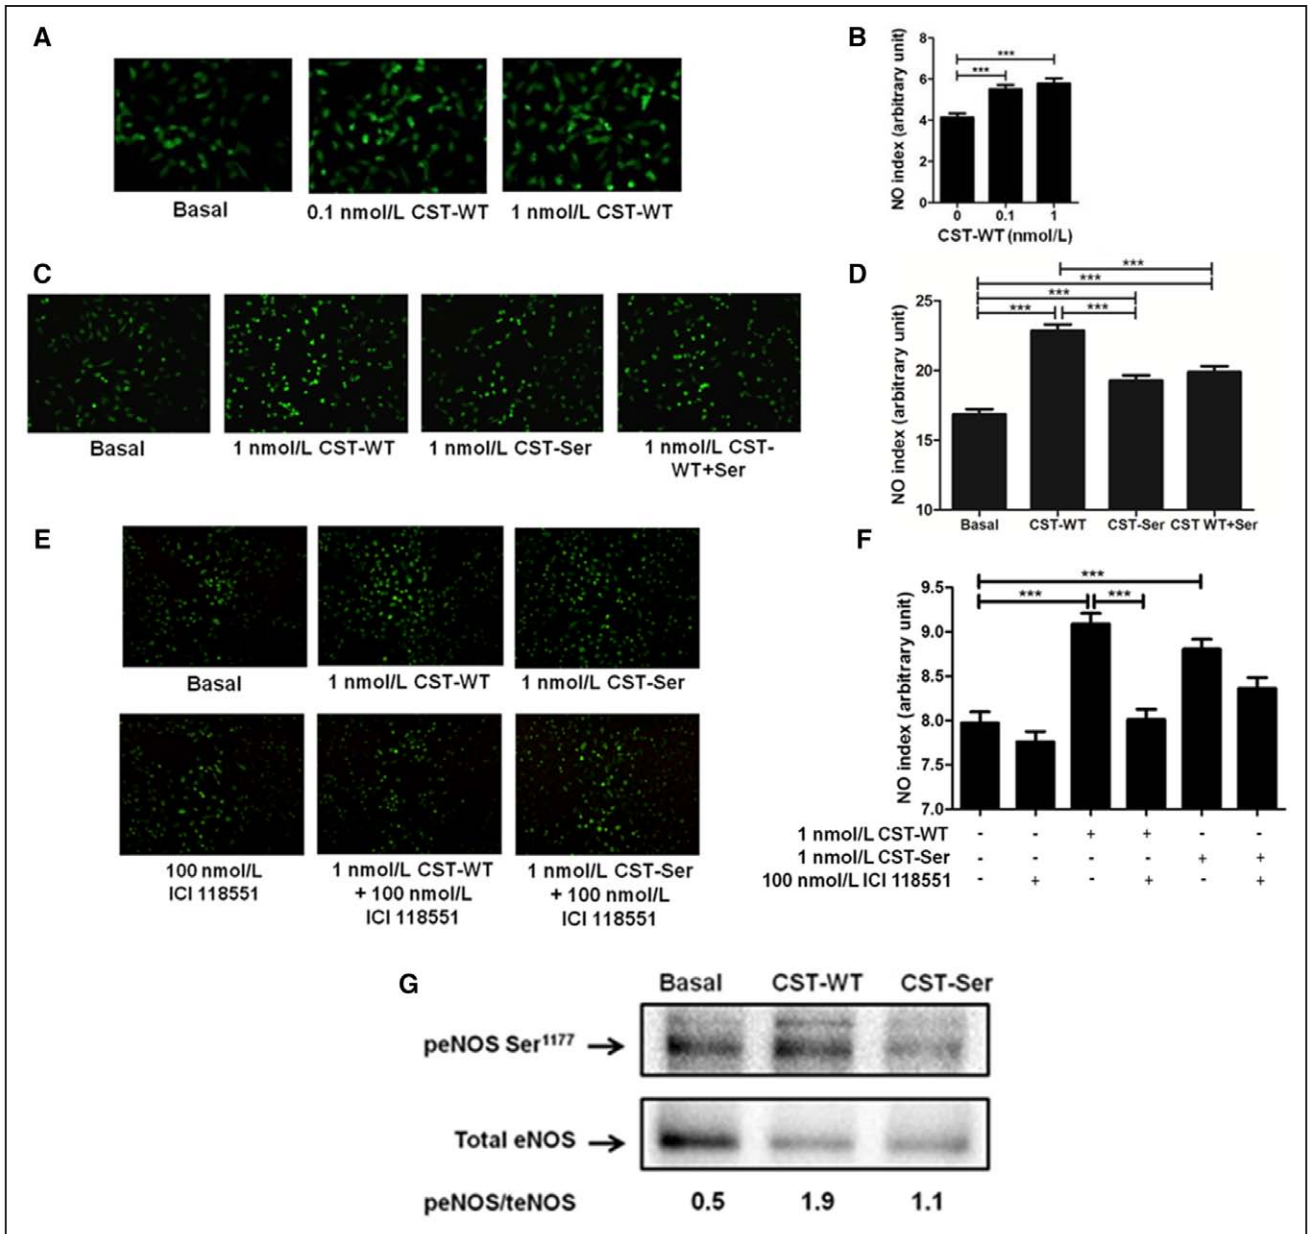 A
Basal
0.1 nmol/L CST-WT
1 nmol/L CST-WT
B
NO index (arbitrary unit)
8
6
4
2
0
***
***
0 0.1 1
CST-WT (nmol/L)
C
Basal
1 nmol/L CST-WT
1 nmol/L CST-Ser
1 nmol/L CST-
WT+Ser
D
NO index (arbitrary unit)
25
20
15
10
***
***
***
*** ***
Basal CST-WT CST-Ser CST WT+Ser
E
Basal
1 nmol/L CST-WT
1 nmol/L CST-Ser
100 nmol/L
ICI 118551
1 nmol/L CST-WT
+ 100 nmol/L
ICI 118551
1 nmol/L CST-Ser
+ 100 nmol/L
ICI 118551
F
NO index (arbitrary unit)
9.5
9.0
8.5
8.0
7.5
7.0
***
*** ***
1 nmol/L CST-WT - - + + - -
1 nmol/L CST-Ser - - - - + +
100 nmol/L ICI 118551 - + - + - +
G
Basal CST-WT CST-Ser
peNOS Ser¹¹⁷⁷ →
Total eNOS →
peNOS/teNOS 0.5 1.9 1.1